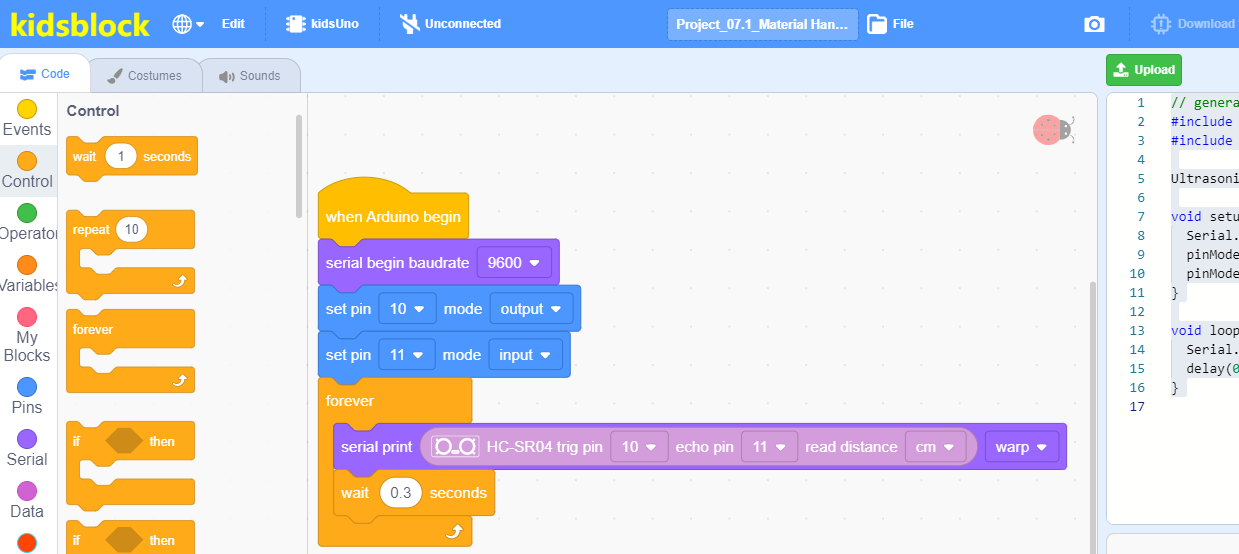 kidsblock Edit kidsUno Unconnected Project_07.1_Material Han... File Download
Code Costumes Sounds Upload
Events
Control
Operator
Variables
My
Blocks
Pins
Serial
Data
Control
wait 1 seconds
repeat 10
forever
if then
if then
when Arduino begin
serial begin baudrate 9600
set pin 10 mode output
set pin 11 mode input
forever
serial print HC-SR04 trig pin 10 echo pin 11 read distance cm warp
wait 0.3 seconds
1 // genera
2 #include
3 #include
4
5 Ultrasoni
6
7 void setu
8 Serial.
9 pinMode
10 pinMode
11 }
12
13 void loop
14 Serial.
15 delay(0
16 }
17